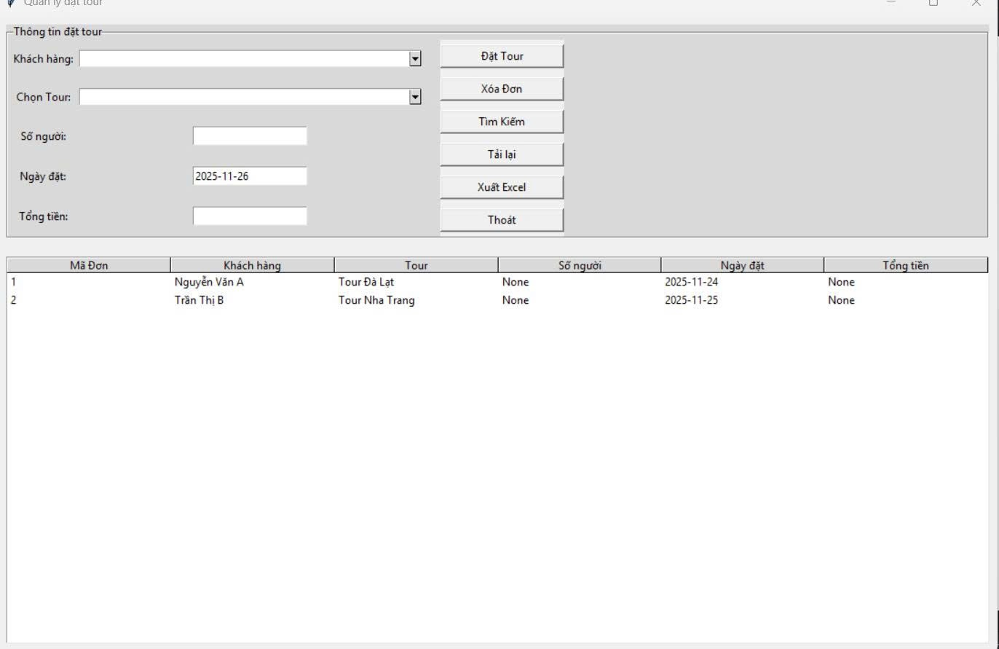 Quản lý đặt tour
Thông tin đặt tour
Khách hàng:
Đặt Tour
Xóa Đơn
Chọn Tour:
Tìm Kiếm
Số người:
Tải lại
Ngày đặt: 2025-11-26
Xuất Excel
Tổng tiền:
Thoát
Mã Đơn Khách hàng Tour Số người Ngày đặt Tổng tiền
1 Nguyễn Văn A Tour Đà Lạt None 2025-11-24 None
2 Trần Thị B Tour Nha Trang None 2025-11-25 None